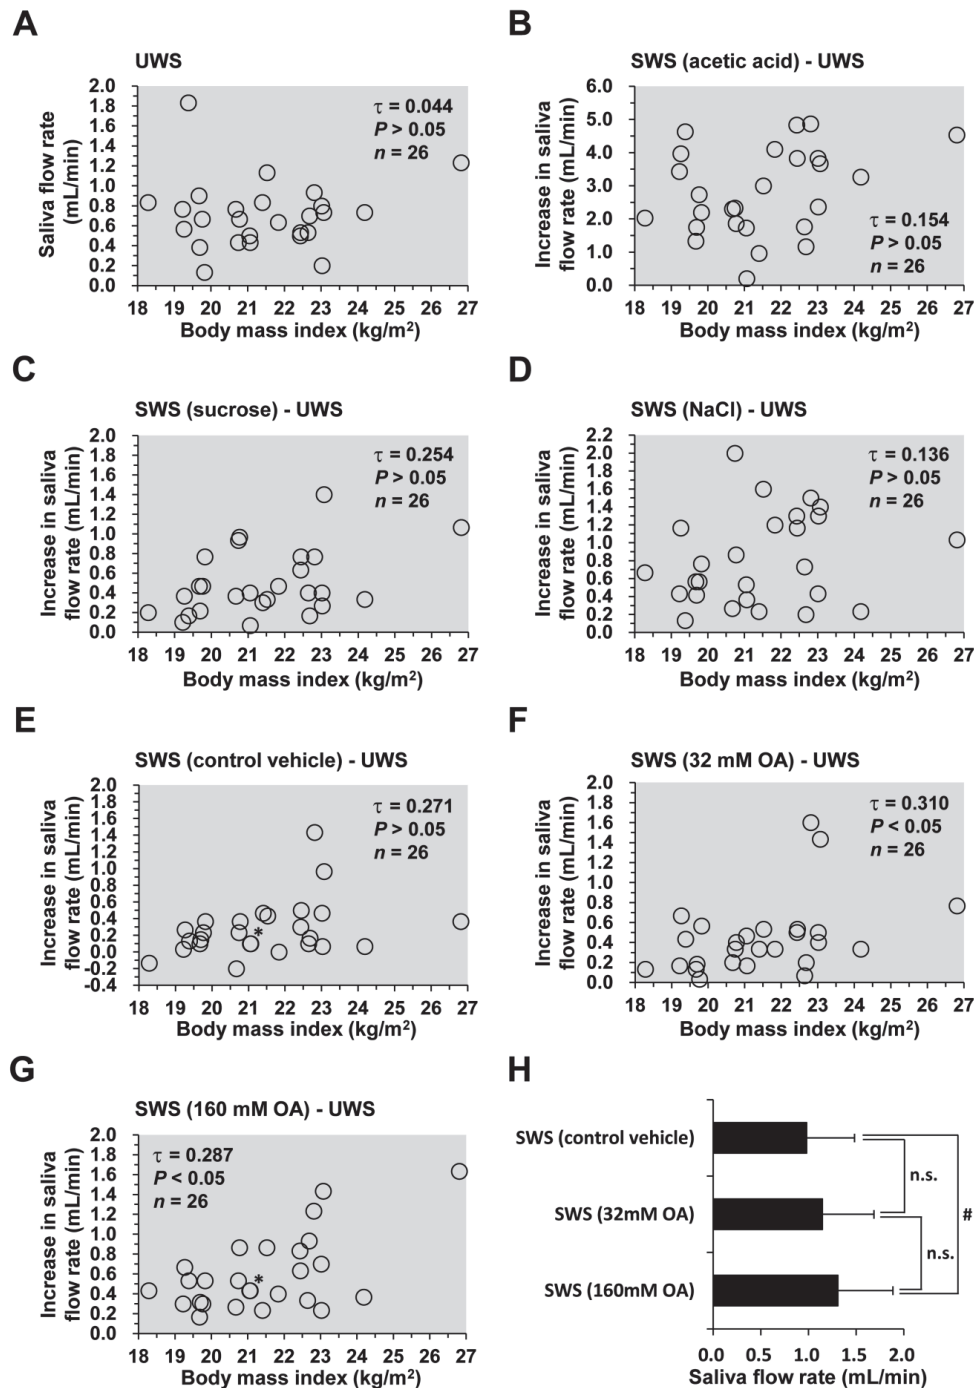 A
UWS
Saliva flow rate
(mL/min)
2.0
1.8
1.6
1.4
1.2
1.0
0.8
0.6
0.4
0.2
0.0
τ = 0.044
P > 0.05
n = 26
18 19 20 21 22 23 24 25 26 27
Body mass index (kg/m²)
B
SWS (acetic acid) - UWS
Increase in saliva
flow rate (mL/min)
6.0
5.0
4.0
3.0
2.0
1.0
0.0
τ = 0.154
P > 0.05
n = 26
18 19 20 21 22 23 24 25 26 27
Body mass index (kg/m²)
C
SWS (sucrose) - UWS
Increase in saliva
flow rate (mL/min)
2.0
1.8
1.6
1.4
1.2
1.0
0.8
0.6
0.4
0.2
0.0
τ = 0.254
P > 0.05
n = 26
18 19 20 21 22 23 24 25 26 27
Body mass index (kg/m²)
D
SWS (NaCl) - UWS
Increase in saliva
flow rate (mL/min)
2.2
2.0
1.8
1.6
1.4
1.2
1.0
0.8
0.6
0.4
0.2
0.0
τ = 0.136
P > 0.05
n = 26
18 19 20 21 22 23 24 25 26 27
Body mass index (kg/m²)
E
SWS (control vehicle) - UWS
Increase in saliva
flow rate (mL/min)
2.0
1.8
1.6
1.4
1.2
1.0
0.8
0.6
0.4
0.2
0.0
-0.2
-0.4
τ = 0.271
P > 0.05
n = 26
*
18 19 20 21 22 23 24 25 26 27
Body mass index (kg/m²)
F
SWS (32 mM OA) - UWS
Increase in saliva
flow rate (mL/min)
2.0
1.8
1.6
1.4
1.2
1.0
0.8
0.6
0.4
0.2
0.0
τ = 0.310
P < 0.05
n = 26
18 19 20 21 22 23 24 25 26 27
Body mass index (kg/m²)
G
SWS (160 mM OA) - UWS
Increase in saliva
flow rate (mL/min)
2.0
1.8
1.6
1.4
1.2
1.0
0.8
0.6
0.4
0.2
0.0
τ = 0.287
P < 0.05
n = 26
*
18 19 20 21 22 23 24 25 26 27
Body mass index (kg/m²)
H
SWS (control vehicle)
n.s.
SWS (32mM OA)
#
n.s.
SWS (160mM OA)
0.0 0.5 1.0 1.5 2.0
Saliva flow rate (mL/min)